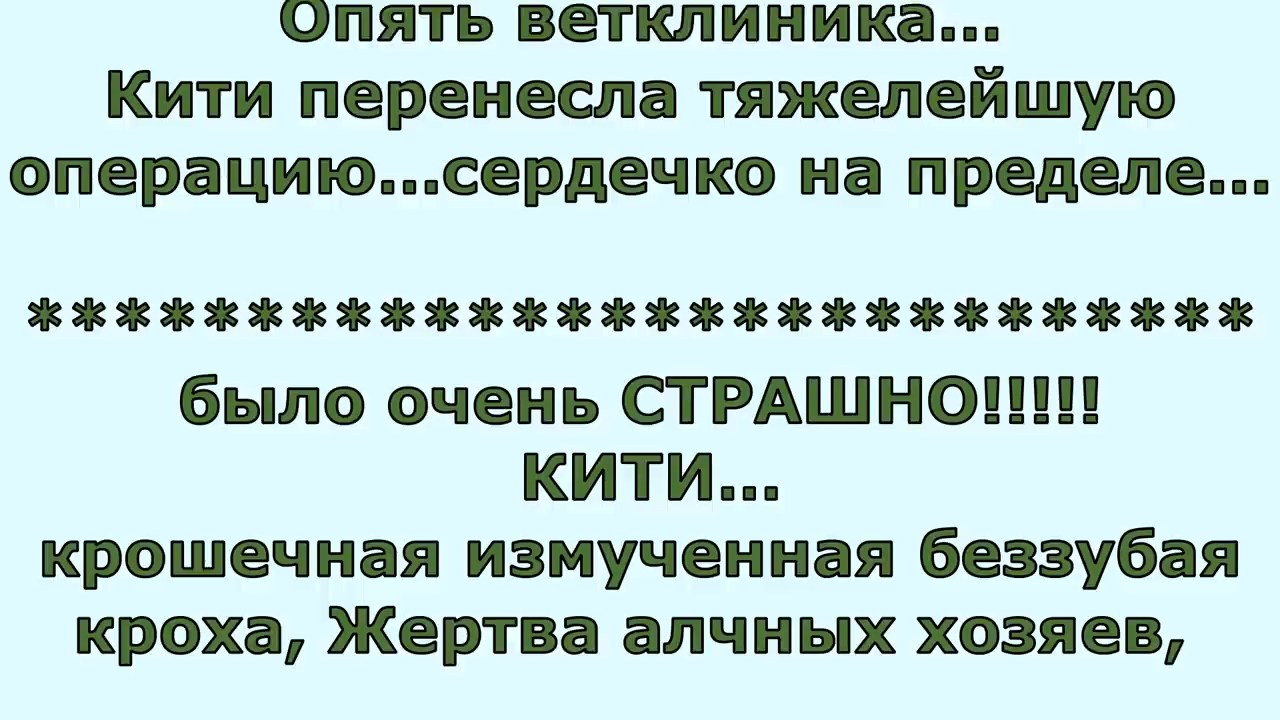 Опять ветклиника...
Кити перенесла тяжелейшую
операцию...сердечко на пределе...
****************************
было очень СТРАШНО!!!!!
КИТИ...
крошечная измученная беззубая
кроха, Жертва алчных хозяев,